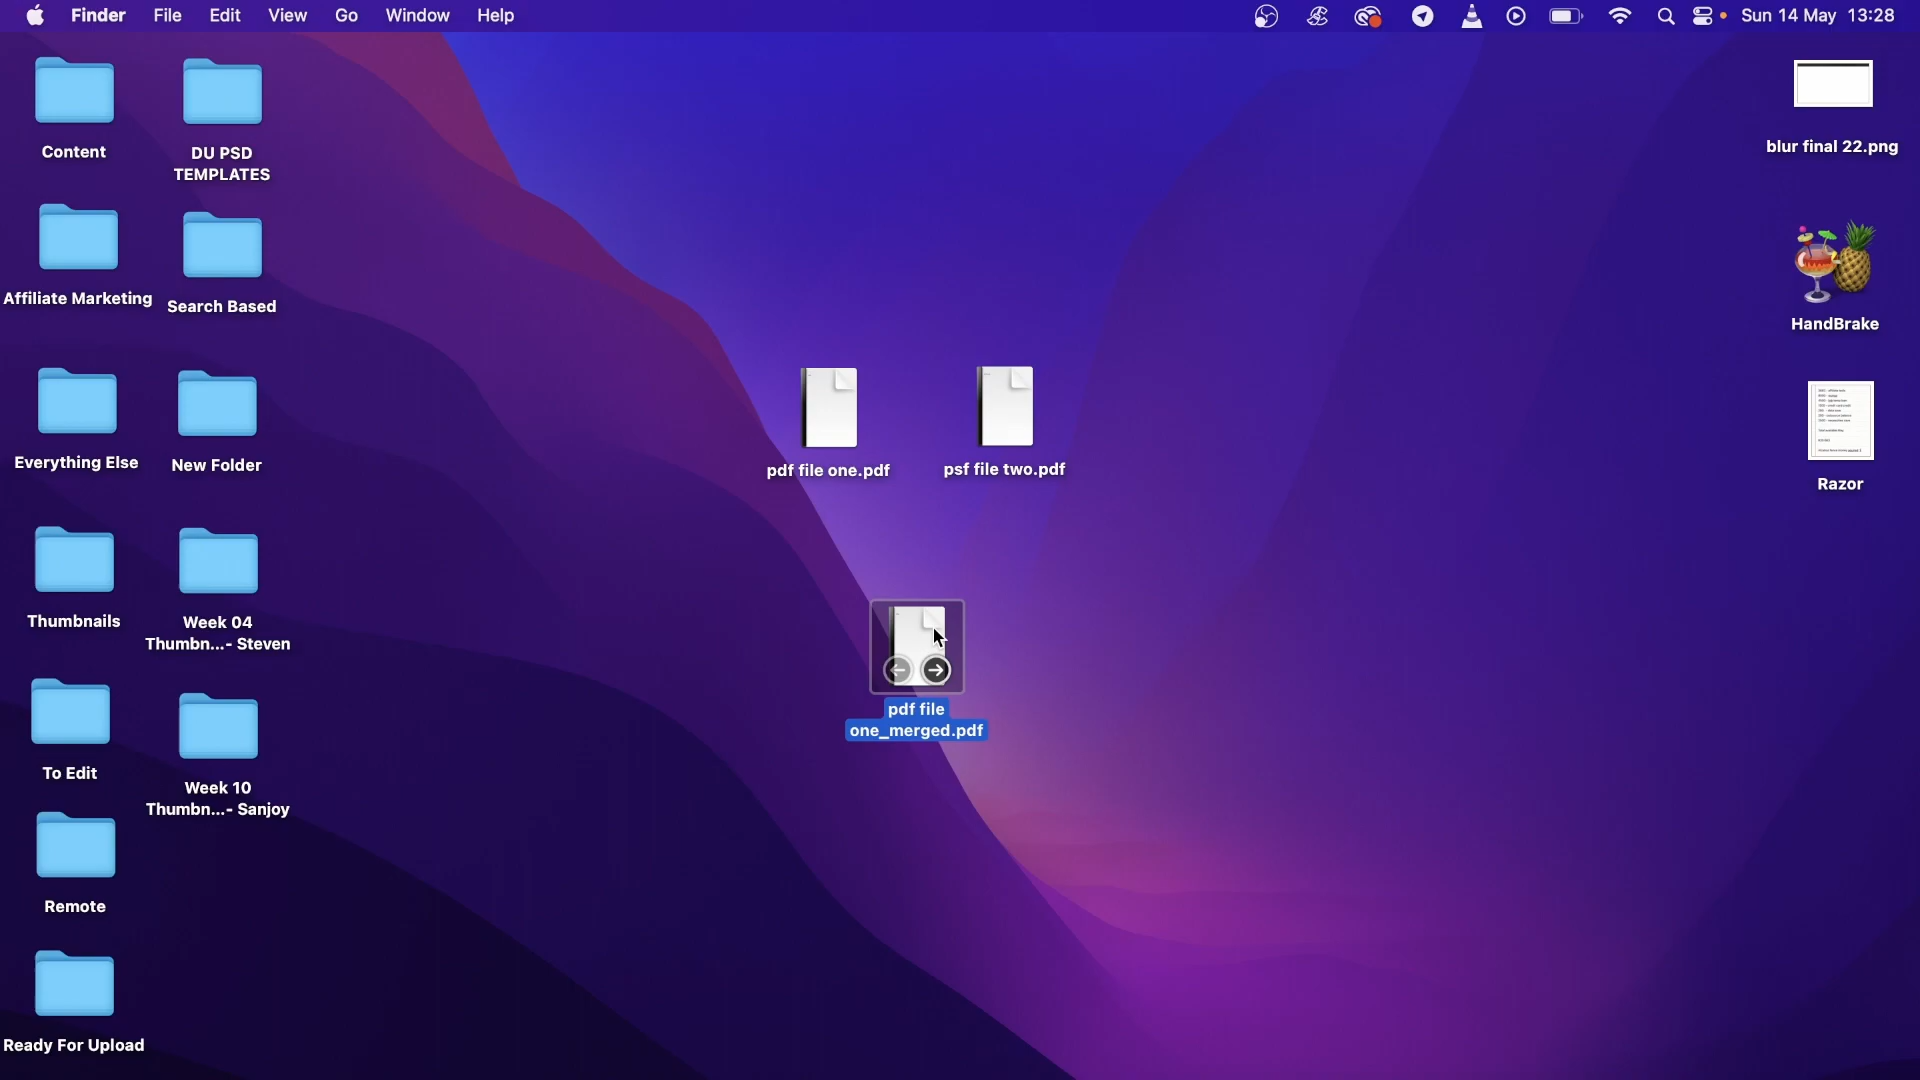 Finder File Edit View Go Window Help Sun 14 May 13:28
Content
DU PSD
TEMPLATES
blur final 22.png
Affiliate Marketing
Search Based
HandBrake
Everything Else
New Folder
pdf file one.pdf
psf file two.pdf
Razor
Thumbnails
Week 04
Thumbn...- Steven
pdf file
one_merged.pdf
To Edit
Week 10
Thumbn...- Sanjoy
Remote
Ready For Upload